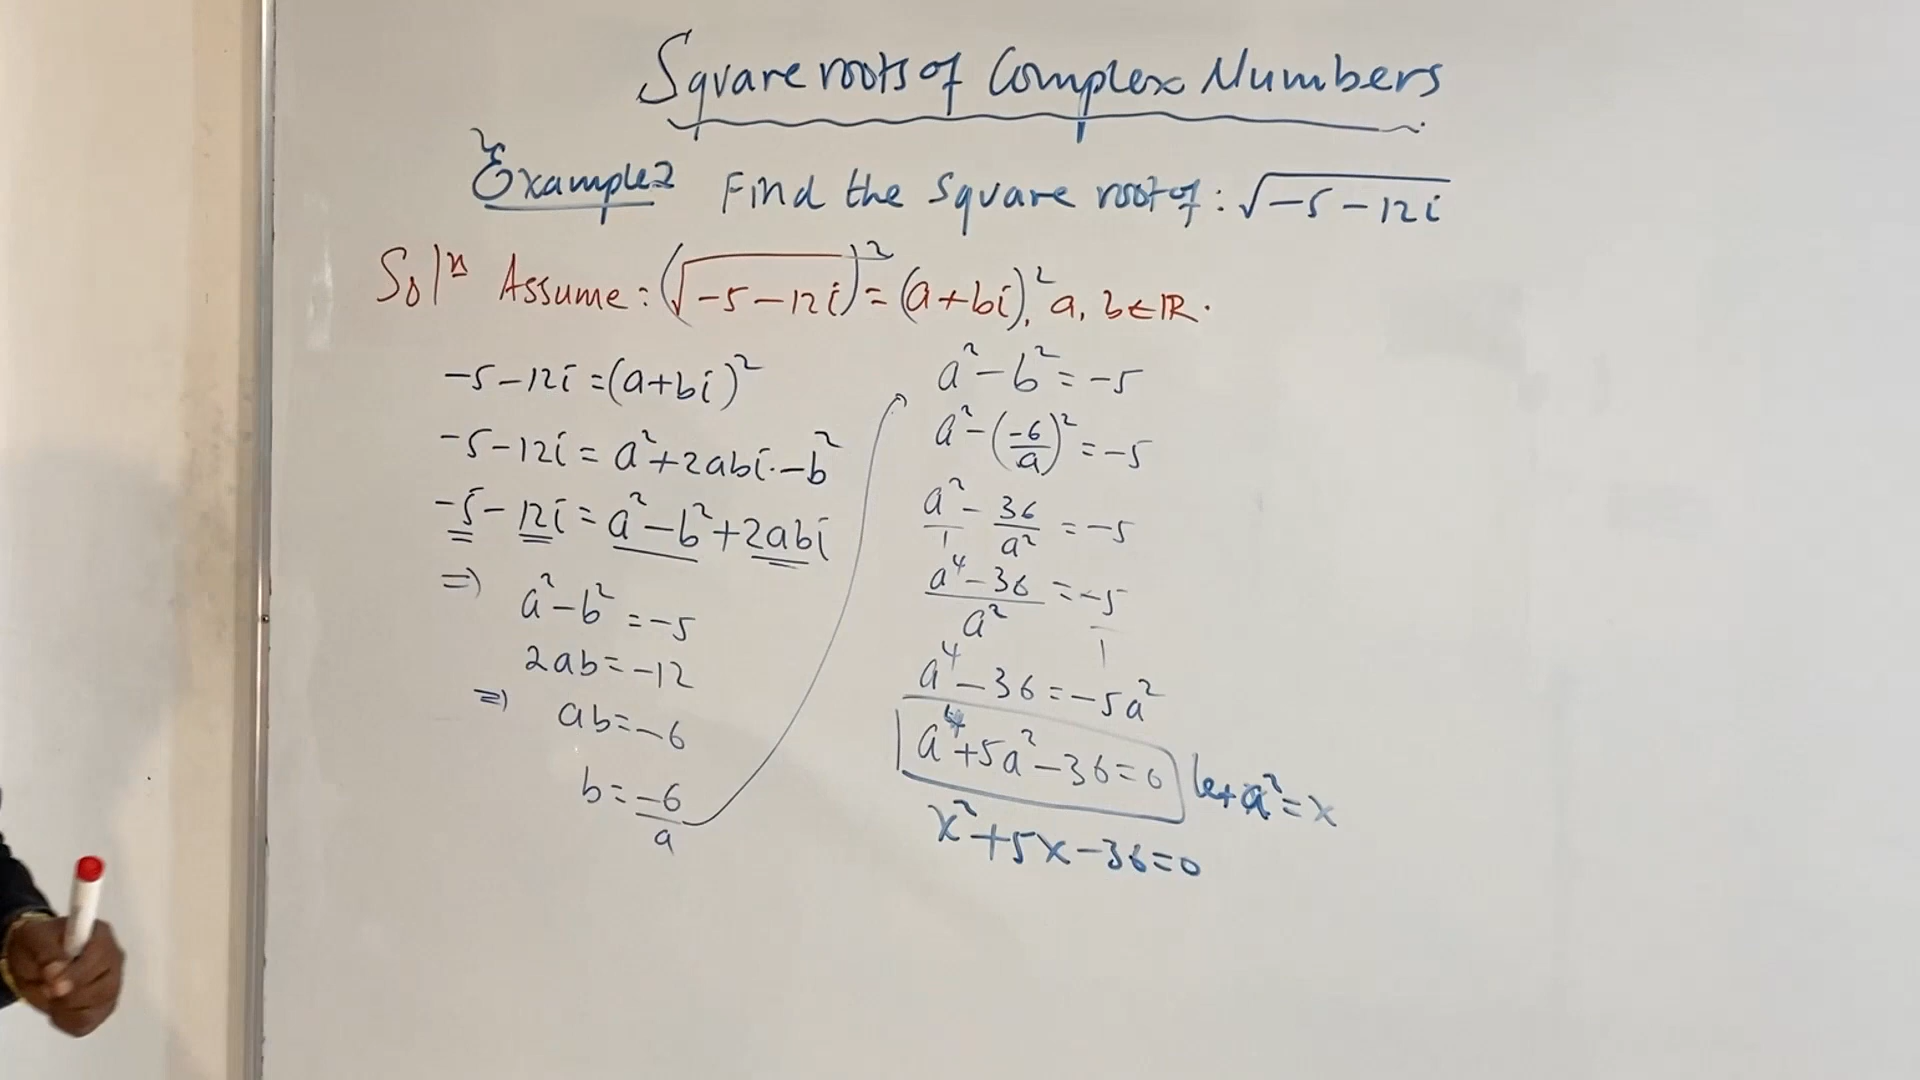 Square roots of Complex Numbers
Example 2 Find the square root of : √-5-12i
Solⁿ Assume : (√-5-12i)² = (a+bi)², a, b ∈ ℝ.
-5-12i = (a+bi)²
-5-12i = a²+2abi-b²
-5-12i = a²-b²+2abi
=> a²-b² = -5
2ab = -12
=> ab = -6
b = -6/a
a²-b² = -5
a²-(-6/a)² = -5
a²/1 - 36/a² = -5
(a⁴-36)/a² = -5/1
a⁴-36 = -5a²
a⁴+5a²-36=0 let a²=x
x²+5x-36=0